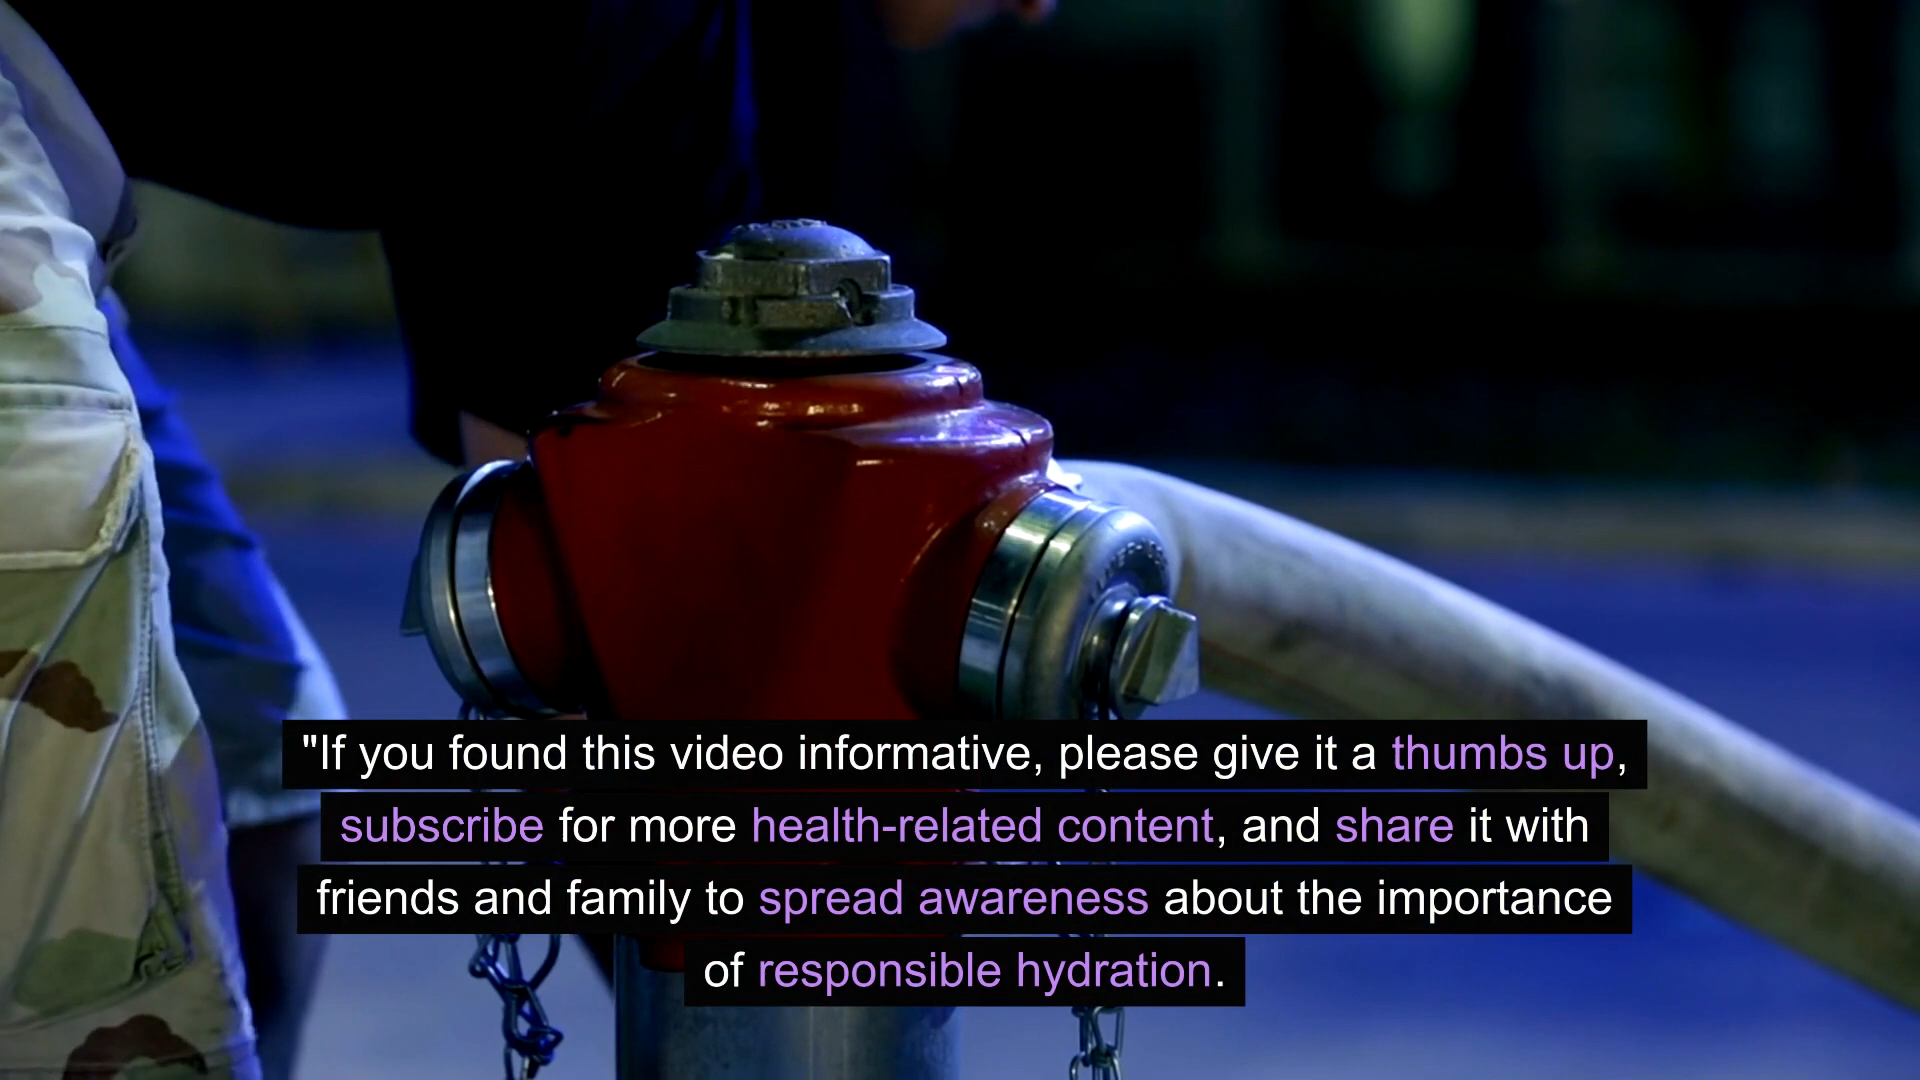 "If you found this video informative, please give it a thumbs up,
subscribe for more health-related content, and share it with
friends and family to spread awareness about the importance
of responsible hydration.